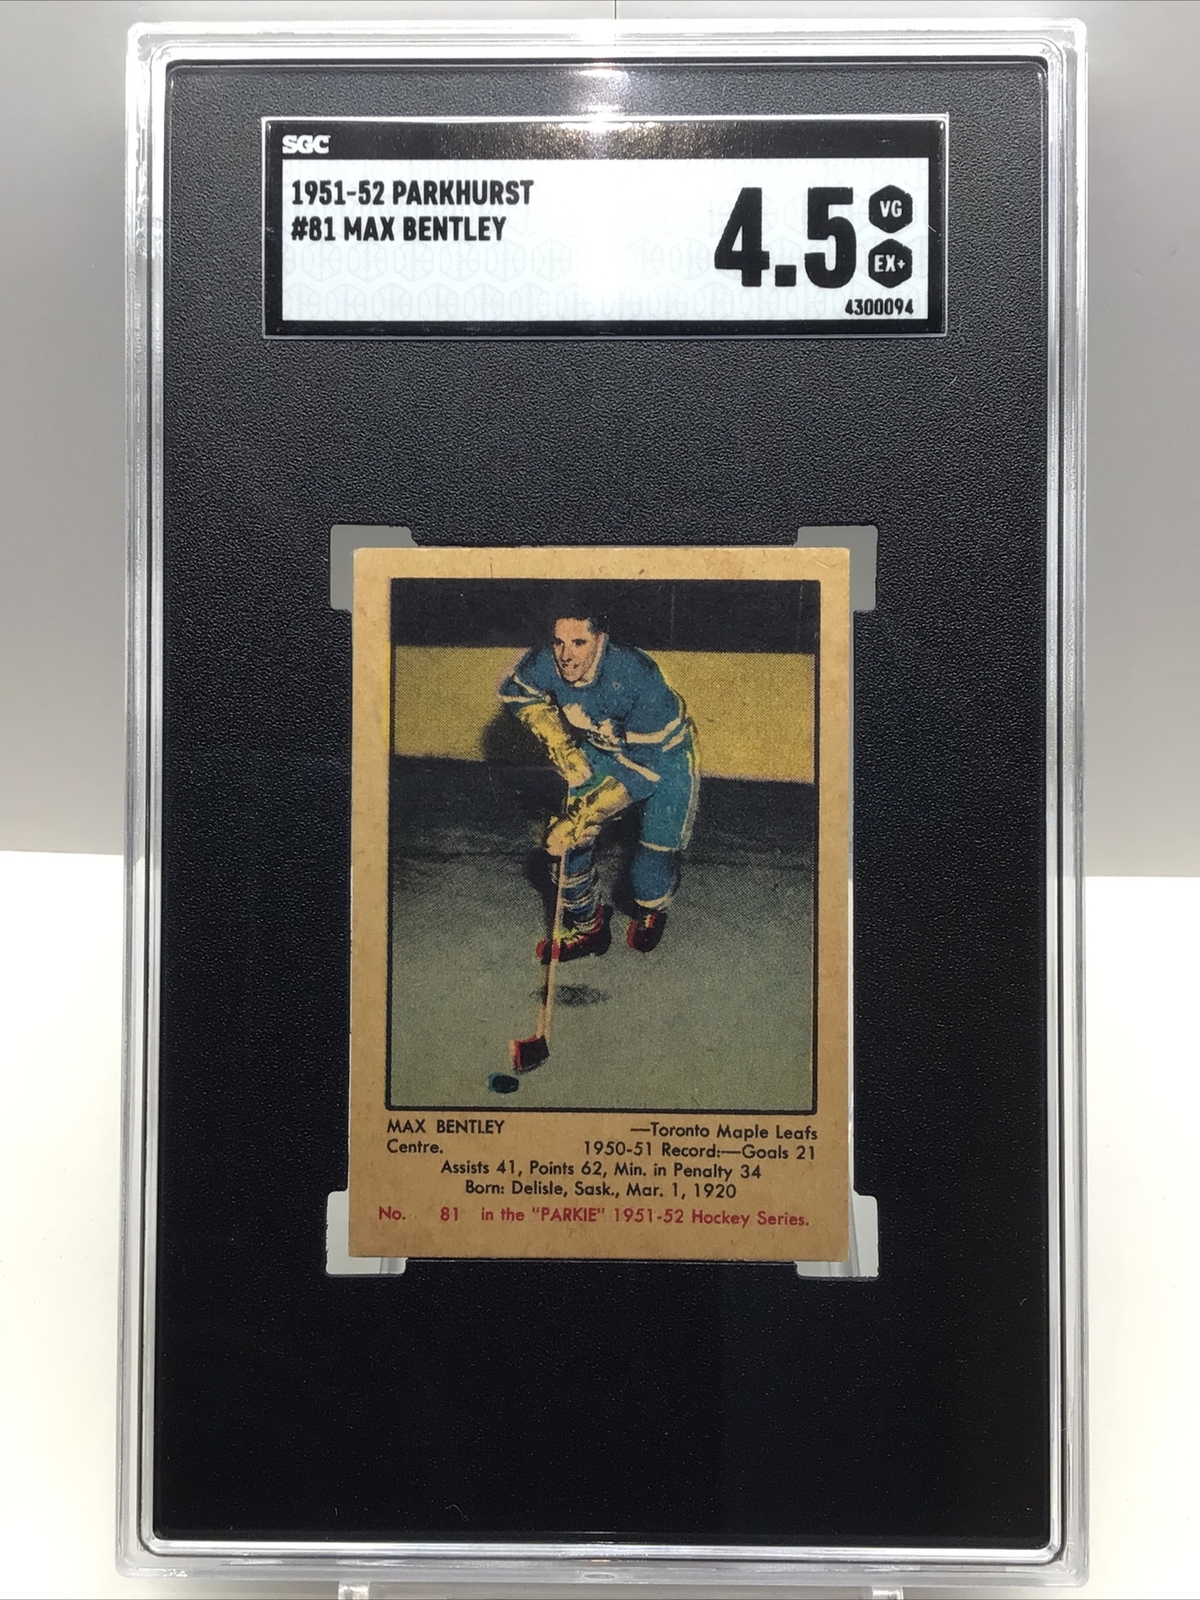 SGC
1951-52 PARKHURST
#81 MAX BENTLEY
4.5
VG
EX+
4300094
MAX BENTLEY —Toronto Maple Leafs
Centre. 1950-51 Record:—Goals 21
Assists 41, Points 62, Min. in Penalty 34
Born: Delisle, Sask., Mar. 1, 1920
No. 81 in the "PARKIE" 1951-52 Hockey Series.